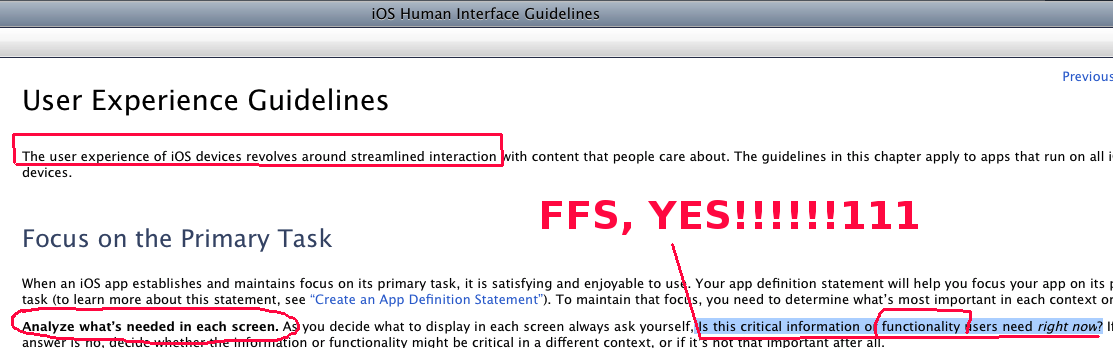 iOS Human Interface Guidelines
Previous
User Experience Guidelines
The user experience of iOS devices revolves around streamlined interaction with content that people care about. The guidelines in this chapter apply to apps that run on all
devices.
FFS, YES!!!!!!111
Focus on the Primary Task
When an iOS app establishes and maintains focus on its primary task, it is satisfying and enjoyable to use. Your app definition statement will help you focus your app on its
task (to learn more about this statement, see “Create an App Definition Statement”). To maintain that focus, you need to determine what’s most important in each context
Analyze what’s needed in each screen. As you decide what to display in each screen always ask yourself, Is this critical information or functionality users need right now?
answer is no, decide whether the information or functionality might be critical in a different context, or if it’s not that important after all.